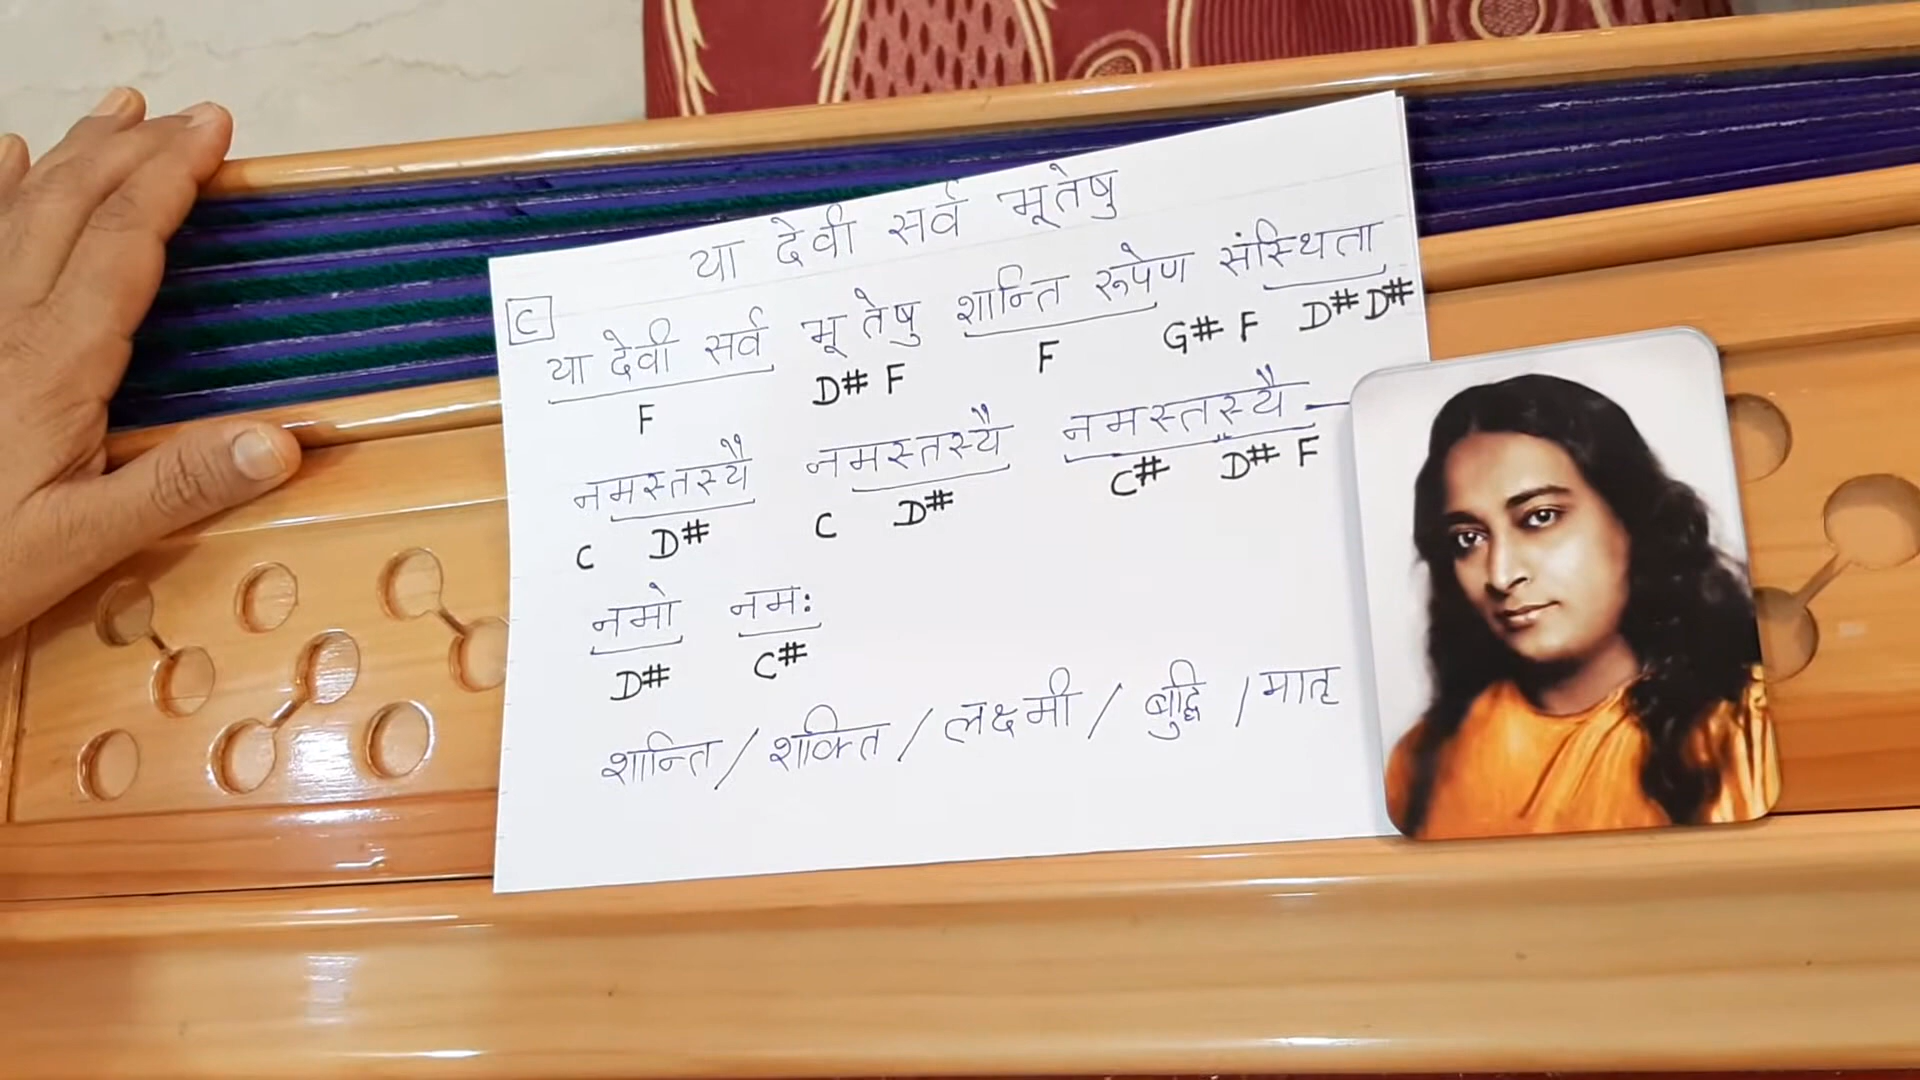 या देवी सर्व भूतेषु
C
या देवी सर्व भूतेषु शान्ति रूपेण संस्थिता
F D# F F G# F D# D#
नमस्तस्यै नमस्तस्यै नमस्तस्यै
C D# C D# C# D# F
नमो नमः
D# C#
शान्ति / शक्ति / लक्ष्मी / बुद्धि / मातृ